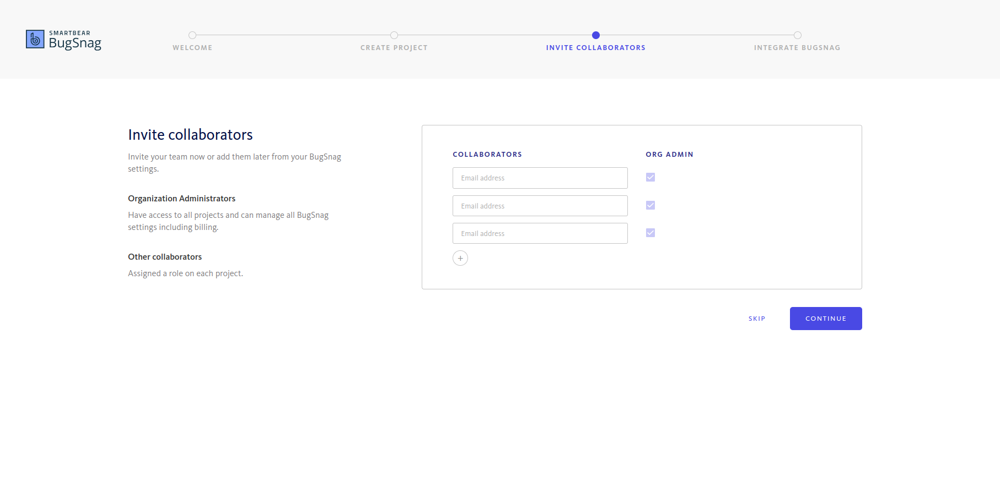 SMARTBEAR
BugSnag
WELCOME
CREATE PROJECT
INVITE COLLABORATORS
INTEGRATE BUGSNAG
Invite collaborators
Invite your team now or add them later from your BugSnag
settings.
Organization Administrators
Have access to all projects and can manage all BugSnag
settings including billing.
Other collaborators
Assigned a role on each project.
COLLABORATORS
ORG ADMIN
Email address
Email address
Email address
SKIP
CONTINUE